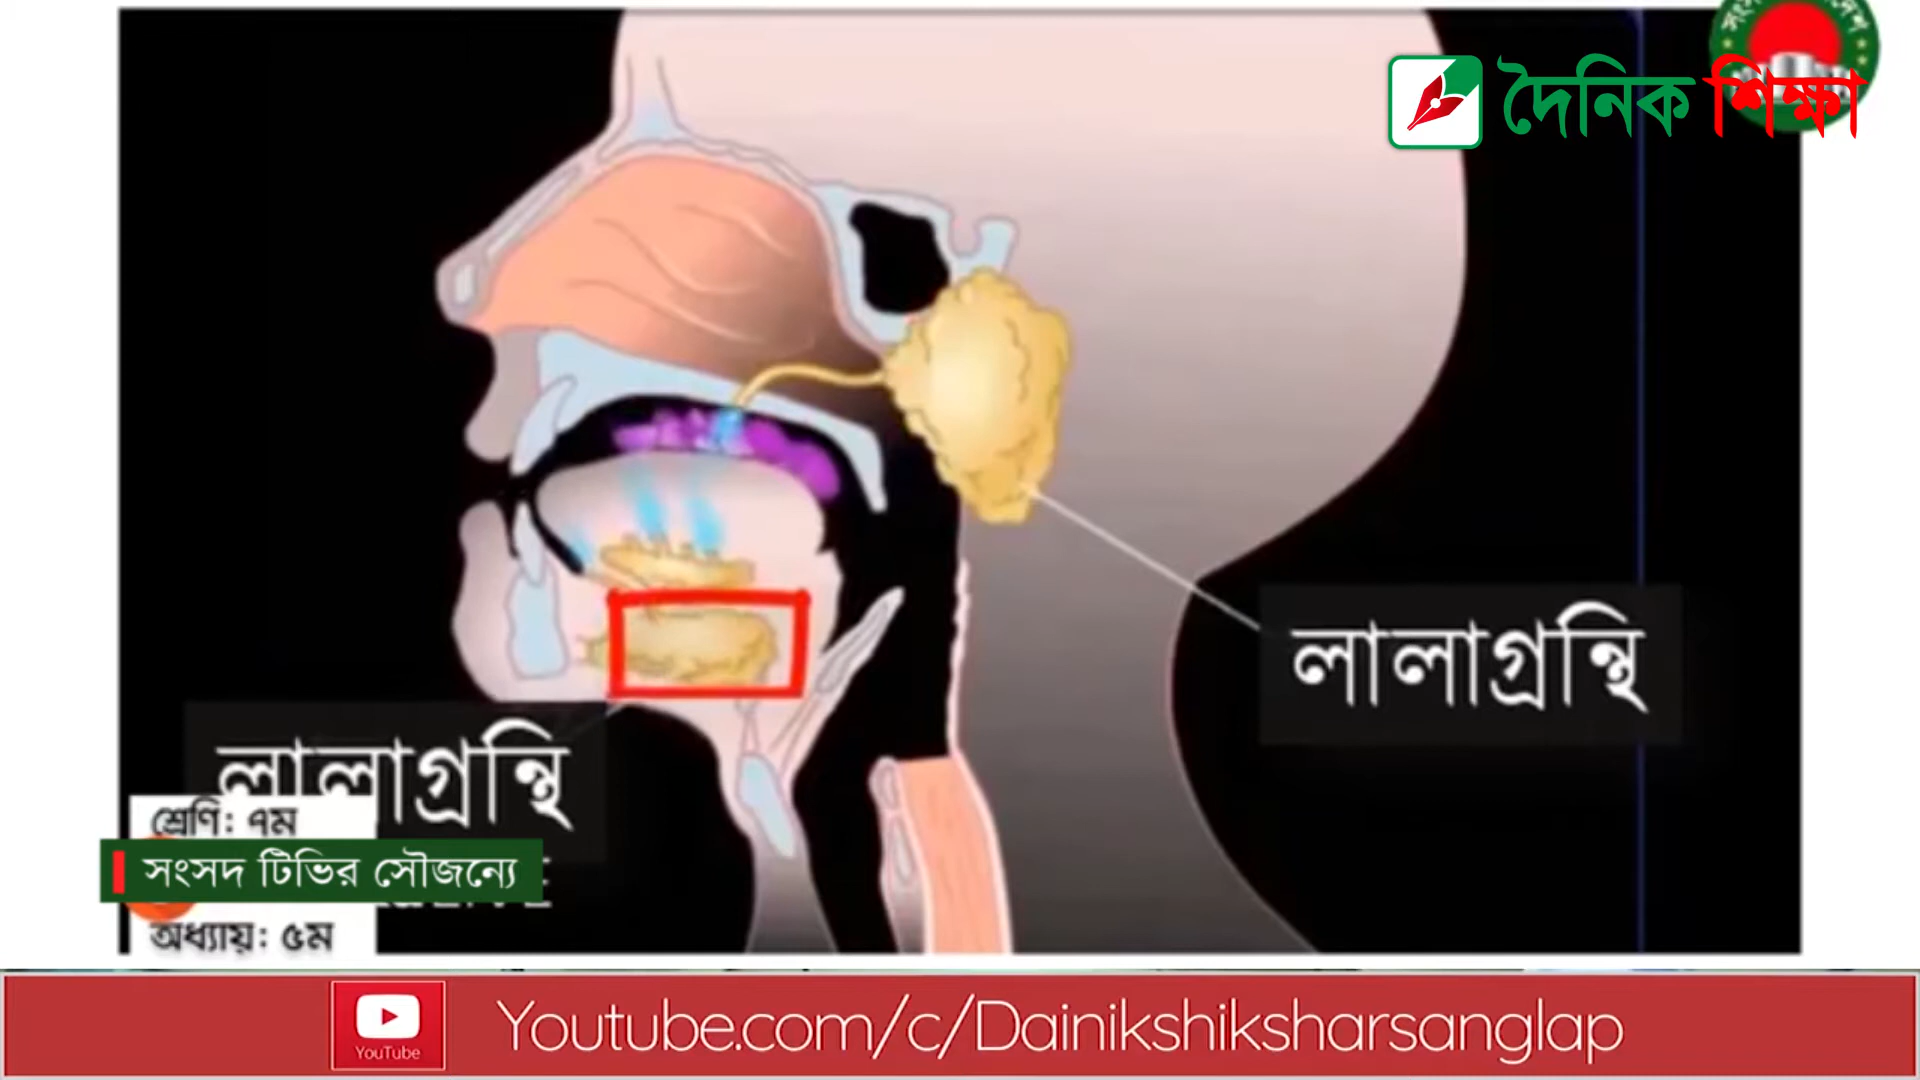 দৈনিক শিক্ষা
লালাগ্রন্থি
লালাগ্রন্থি
শ্রেণি: ৭ম
সংসদ টিভির সৌজন্যে
অধ্যায়: ৫ম
YouTube
Youtube.com/c/Dainikshiksharsanglap